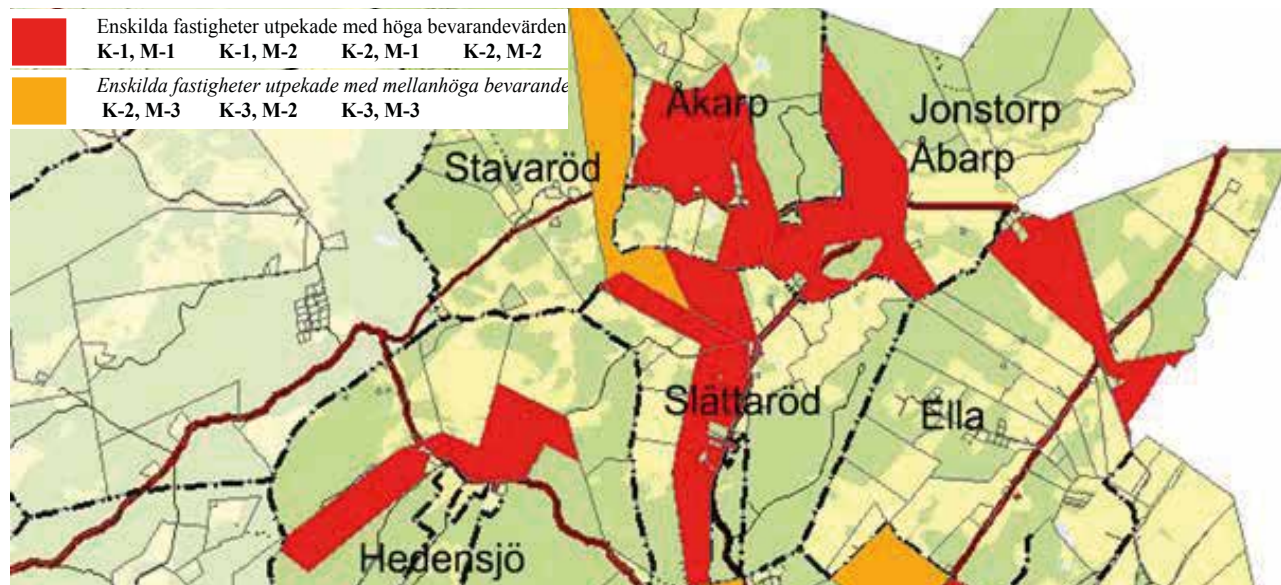 Enskilda fastigheter utpekade med höga bevarandevärden
K-1, M-1 K-1, M-2 K-2, M-1 K-2, M-2
Enskilda fastigheter utpekade med mellanhöga bevarande
K-2, M-3 K-3, M-2 K-3, M-3
Åkarp
Jonstorp
Åbarp
Stavaröd
Slättaröd
Ella
Hedensjö